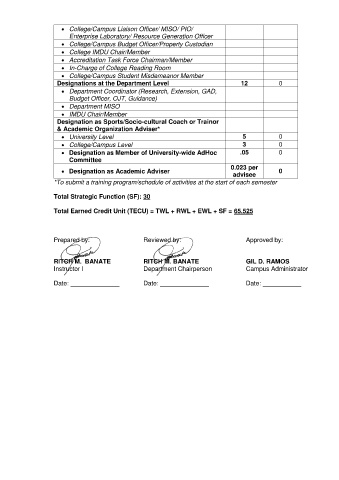 • College/Campus Liaison Officer/ MISO/ PIO/
Enterprise Laboratory/ Resource Generation Officer
• College/Campus Budget Officer/Property Custodian
• College IMDU Chair/Member
• Accreditation Task Force Chairman/Member
• In-Charge of College Reading Room
• College/Campus Student Misdemeanor Member
Designations at the Department Level 12 0
• Department Coordinator (Research, Extension, GAD,
Budget Officer, OJT, Guidance)
• Department MISO
• IMDU Chair/Member
Designation as Sports/Socio-cultural Coach or Trainor
& Academic Organization Adviser*
• University Level 5 0
• College/Campus Level 3 0
• Designation as Member of University-wide AdHoc
Committee .05 0
• Designation as Academic Adviser 0.023 per
advisee 0
*To submit a training program/schedule of activities at the start of each semester
Total Strategic Function (SF): 30
Total Earned Credit Unit (TECU) = TWL + RWL + EWL + SF = 65.525
Prepared by: Reviewed by: Approved by:
RITCH M. BANATE RITCH M. BANATE GIL D. RAMOS
Instructor I Department Chairperson Campus Administrator
Date: ______________ Date: ______________ Date: ______________